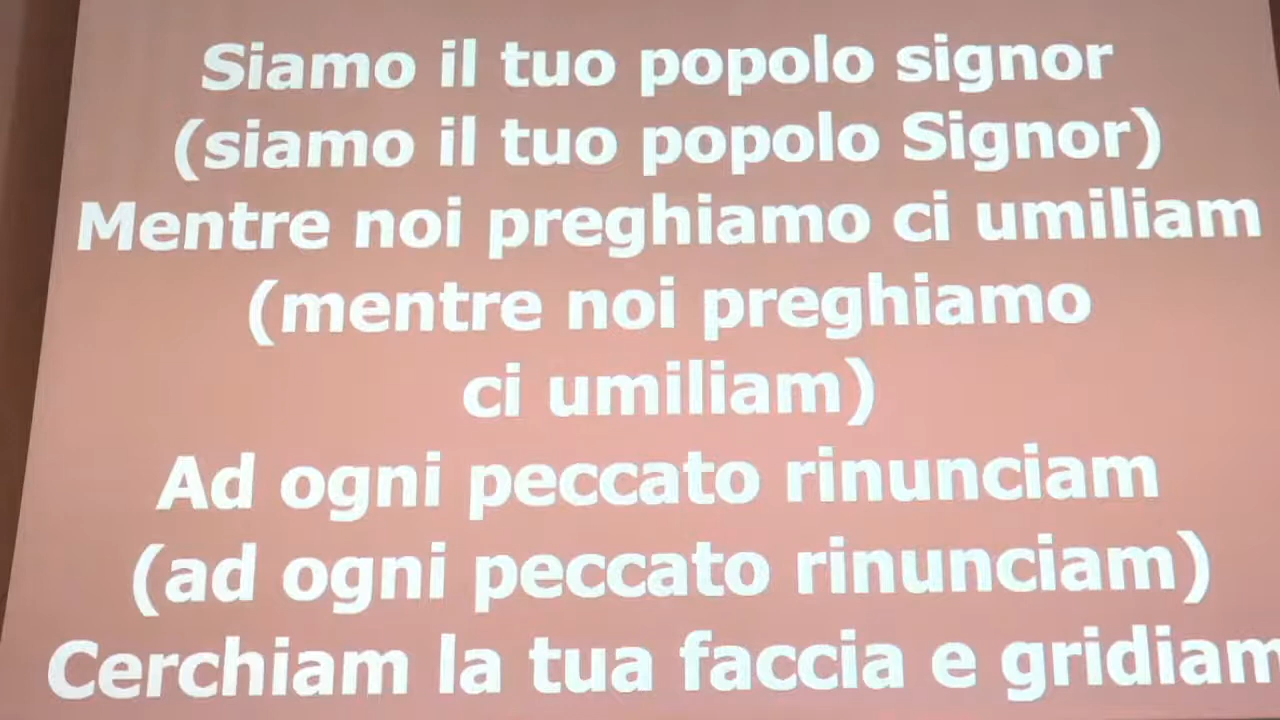 Siamo il tuo popolo signor
(siamo il tuo popolo Signor)
Mentre noi preghiamo ci umiliam
(mentre noi preghiamo
ci umiliam)
Ad ogni peccato rinunciam
(ad ogni peccato rinunciam)
Cerchiam la tua faccia e gridiam